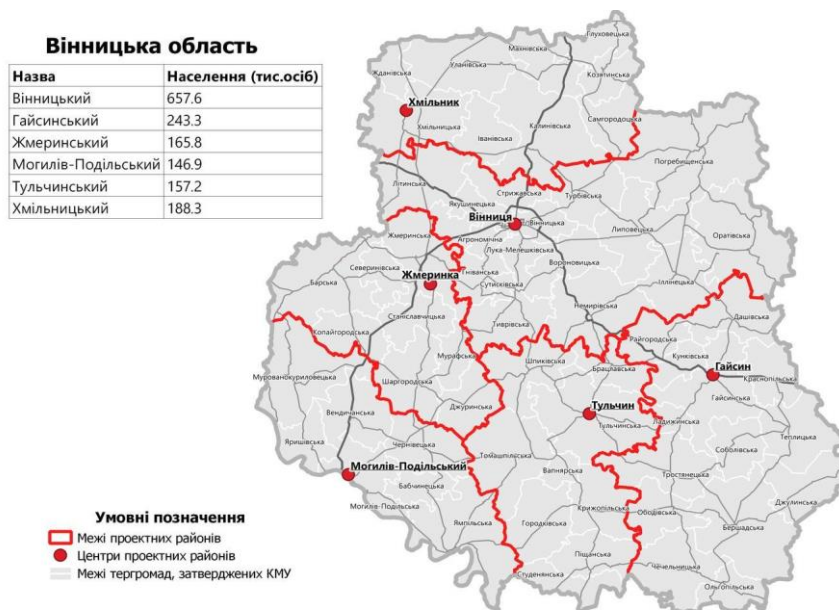 Вінницька область
Назва Населення (тис.осіб)
Вінницький 657.6
Гайсинський 243.3
Жмеринський 165.8
Могилів-Подільський 146.9
Тульчинський 157.2
Хмільницький 188.3
Глуховецька
Махнівська
Уланівська
Жданівська
Козятинська
Хмільник
Самгородоцька
Хмільницька
Калинівська
Іванівська
Погребищенська
Літинська
Стрижавська
Турбівська
Якушинецька
Вінниця
Вінницька
Жмеринська
Агрономічна
Липовецька
Оратівська
Лука-Мелешківська
Вороновицька
Северинівська
Гніванська
Жмеринка
Сутисківська
Іллінецька
Барська
Немирівська
Дашівська
Станіславчицька
Тиврівська
Копайгородська
Райгородська
Мурафська
Шпиківська
Кунківська
Брацлавська
Гайсин
Мурованокуриловецька
Шаргородська
Краснопільська
Гайсинська
Вендичанська
Джуринська
Тульчин
Тульчинська
Ладижинська
Теплицька
Яришівська
Чернівецька
Томашпільська
Соболівська
Могилів-Подільський
Вапнярська
Тростянецька
Бабчинецька
Джулинська
Могилів-Подільська
Крижопільська
Ободівська
Ямпільська
Городківська
Бершадська
Піщанська
Чечельницька
Студенянська
Ольгопільська
Умовні позначення
Межі проектних районів
Центри проектних районів
Межі тергромад, затверджених КМУ